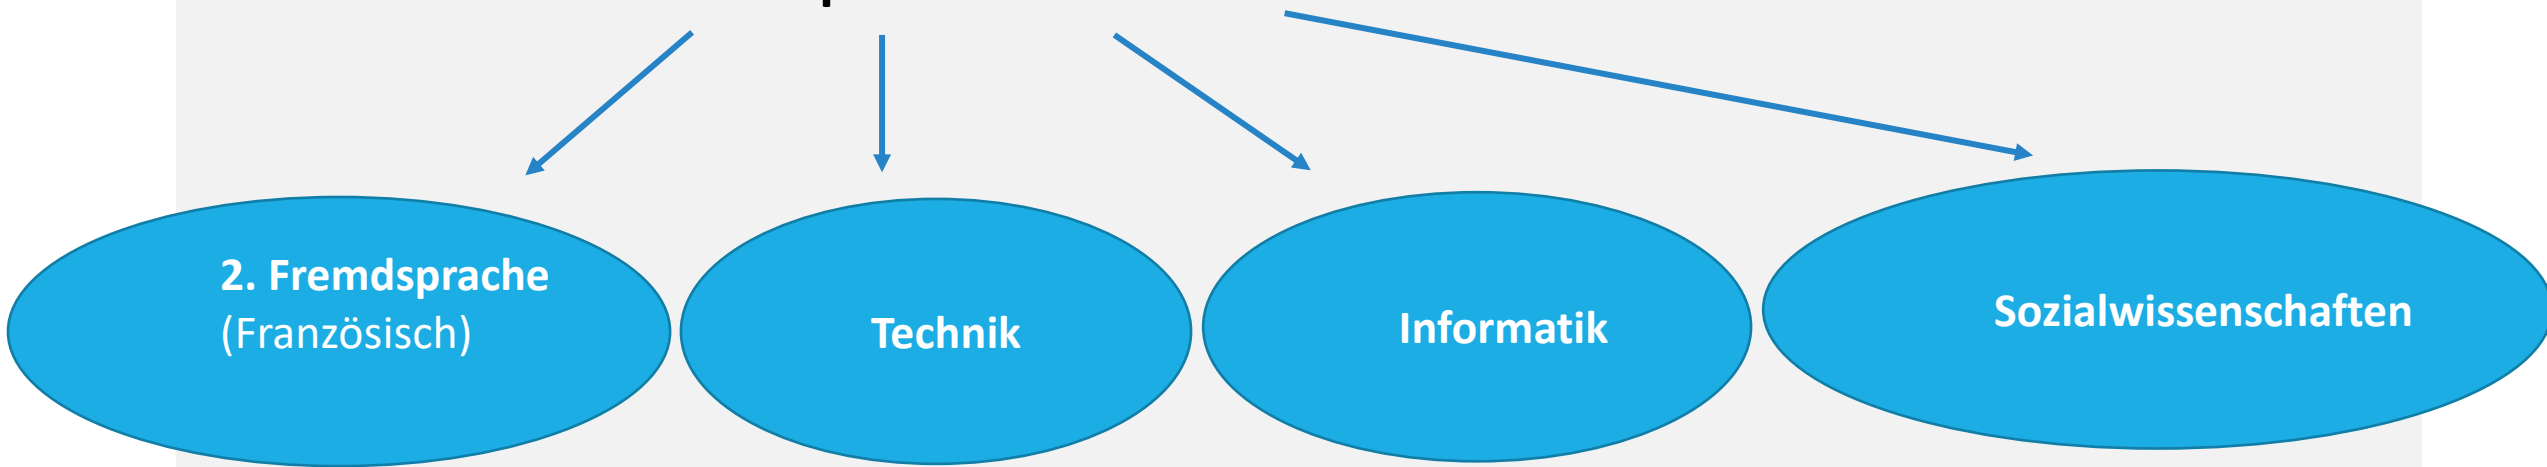 2. Fremdsprache
(Französisch)
Technik
Informatik
Sozialwissenschaften